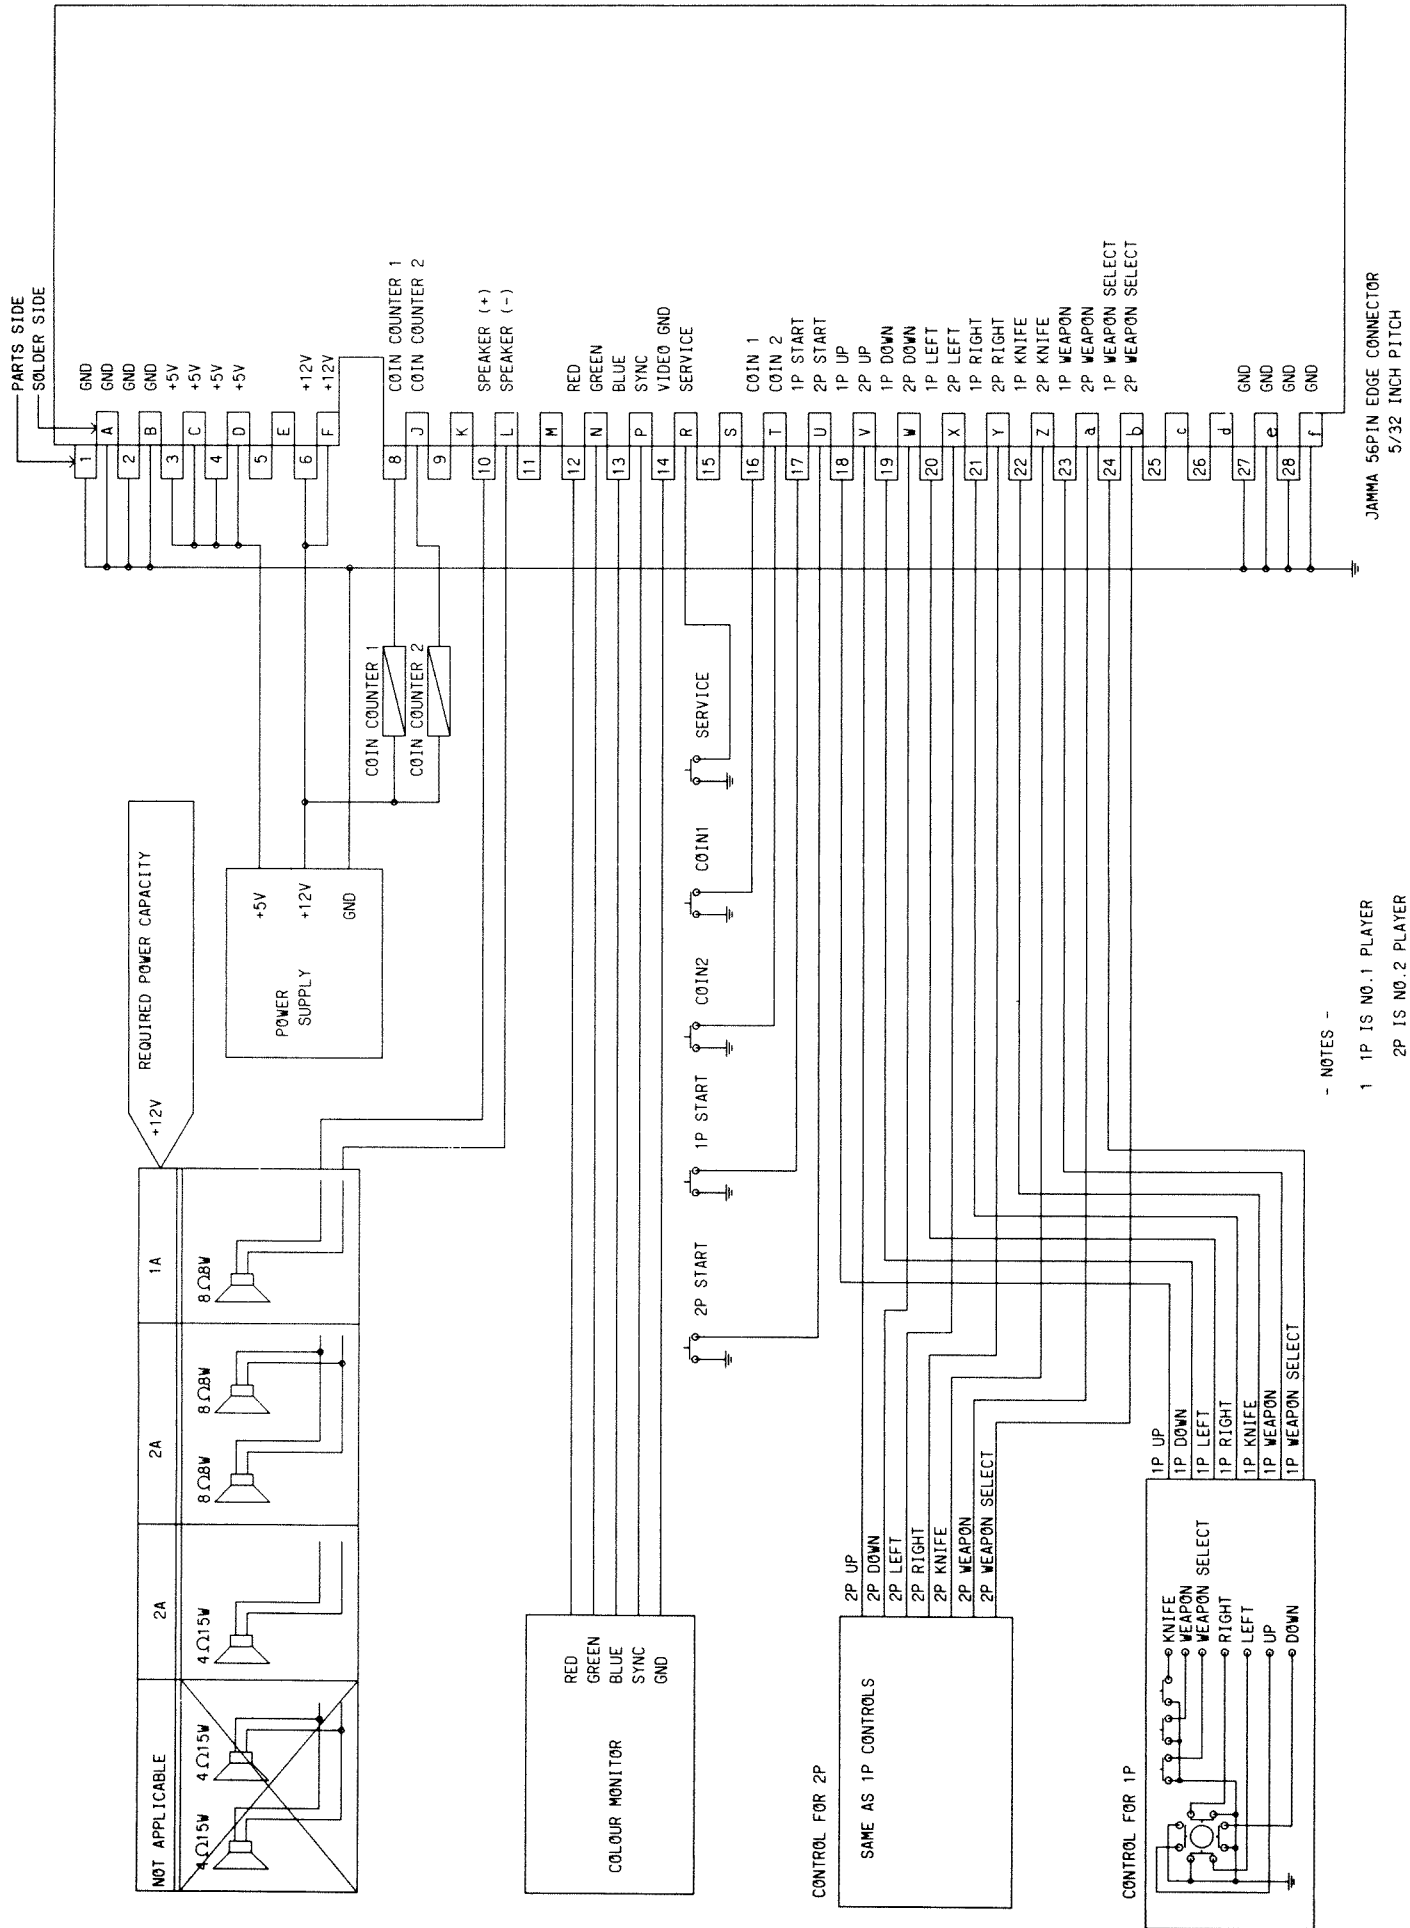 PARTS SIDE
SOLDER SIDE
1 GND
A GND
2 GND
B GND
3 +5V
C +5V
4 +5V
D +5V
5
E
6 +12V
F +12V
8 COIN COUNTER 1
J COIN COUNTER 2
9
K
10 SPEAKER (+)
L SPEAKER (-)
11
M
12 RED
N GREEN
13 BLUE
P SYNC
14 VIDEO GND
R SERVICE
15
S
16 COIN 1
T COIN 2
17 1P START
U 2P START
18 1P UP
V 2P UP
19 1P DOWN
W 2P DOWN
20 1P LEFT
X 2P LEFT
21 1P RIGHT
Y 2P RIGHT
22 1P KNIFE
Z 2P KNIFE
23 1P WEAPON
a 2P WEAPON
24 1P WEAPON SELECT
b 2P WEAPON SELECT
25
c
26
d
27 GND
e GND
28 GND
f GND
JAMMA 56PIN EDGE CONNECTOR
5/32 INCH PITCH
COIN COUNTER 1
COIN COUNTER 2
+12V REQUIRED POWER CAPACITY
POWER
SUPPLY
+5V
+12V
GND
NOT APPLICABLE
2A
2A
1A
4Ω15W
4Ω15W
4Ω15W
8Ω8W
8Ω8W
8Ω8W
SERVICE
COIN1
COIN2
1P START
2P START
COLOUR MONITOR
RED
GREEN
BLUE
SYNC
GND
CONTROL FOR 2P
SAME AS 1P CONTROLS
2P UP
2P DOWN
2P LEFT
2P RIGHT
2P KNIFE
2P WEAPON
2P WEAPON SELECT
CONTROL FOR 1P
KNIFE
WEAPON
WEAPON SELECT
RIGHT
LEFT
UP
DOWN
1P UP
1P DOWN
1P LEFT
1P RIGHT
1P KNIFE
1P WEAPON
1P WEAPON SELECT
- NOTES -
1 1P IS NO.1 PLAYER
2P IS NO.2 PLAYER